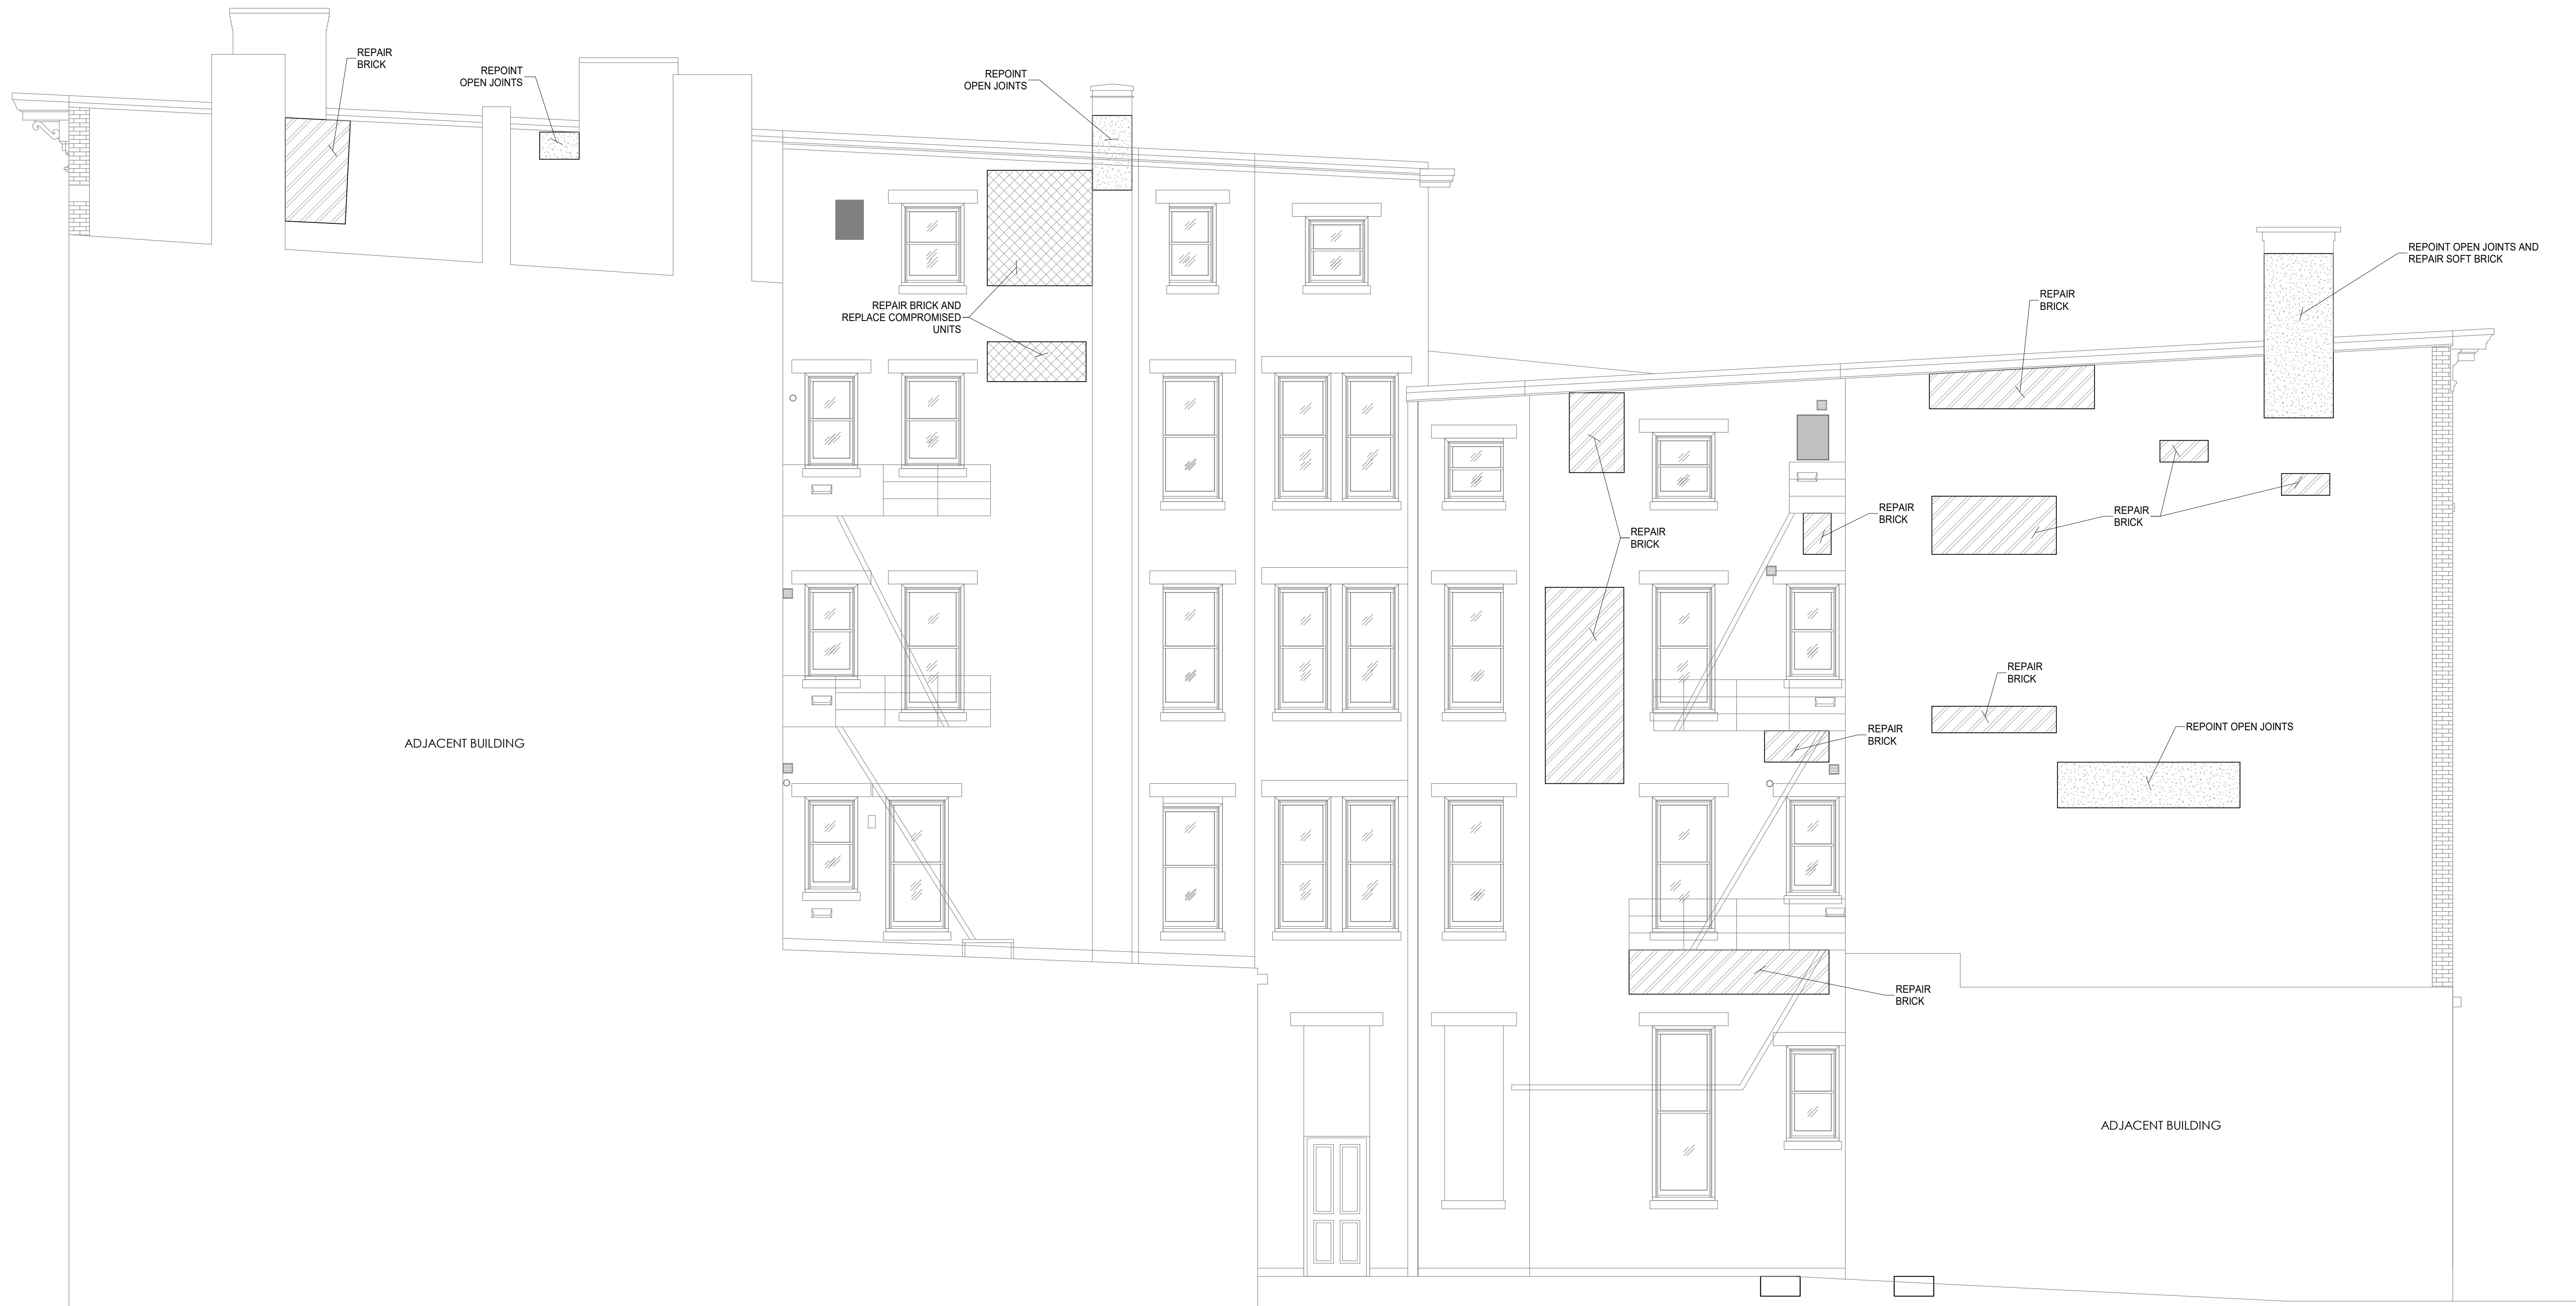 REPAIR
BRICK
REPOINT
OPEN JOINTS
REPOINT
OPEN JOINTS
REPAIR BRICK AND
REPLACE COMPROMISED
UNITS
REPOINT OPEN JOINTS AND
REPAIR SOFT BRICK
REPAIR
BRICK
REPAIR
BRICK
REPAIR
BRICK
REPAIR
BRICK
REPAIR
BRICK
REPOINT OPEN JOINTS
REPAIR
BRICK
ADJACENT BUILDING
REPAIR
BRICK
ADJACENT BUILDING